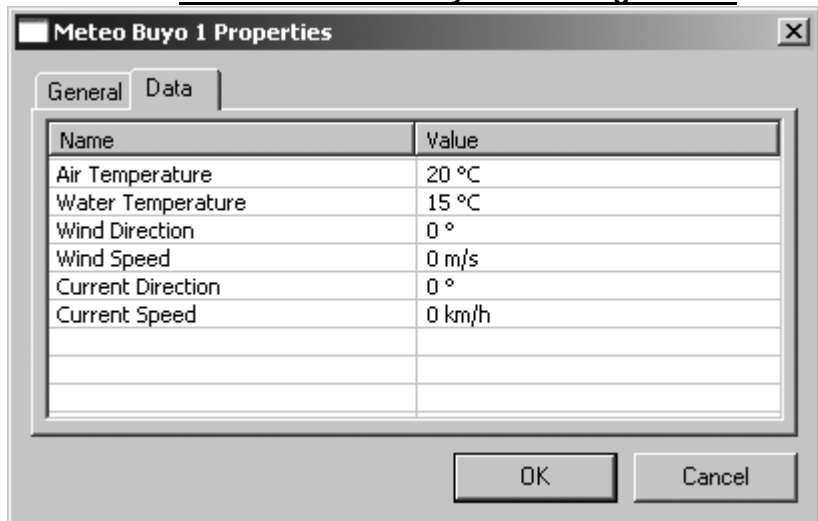 Meteo Buyo 1 Properties
General Data
Name Value
Air Temperature 20 °C
Water Temperature 15 °C
Wind Direction 0 °
Wind Speed 0 m/s
Current Direction 0 °
Current Speed 0 km/h
OK Cancel